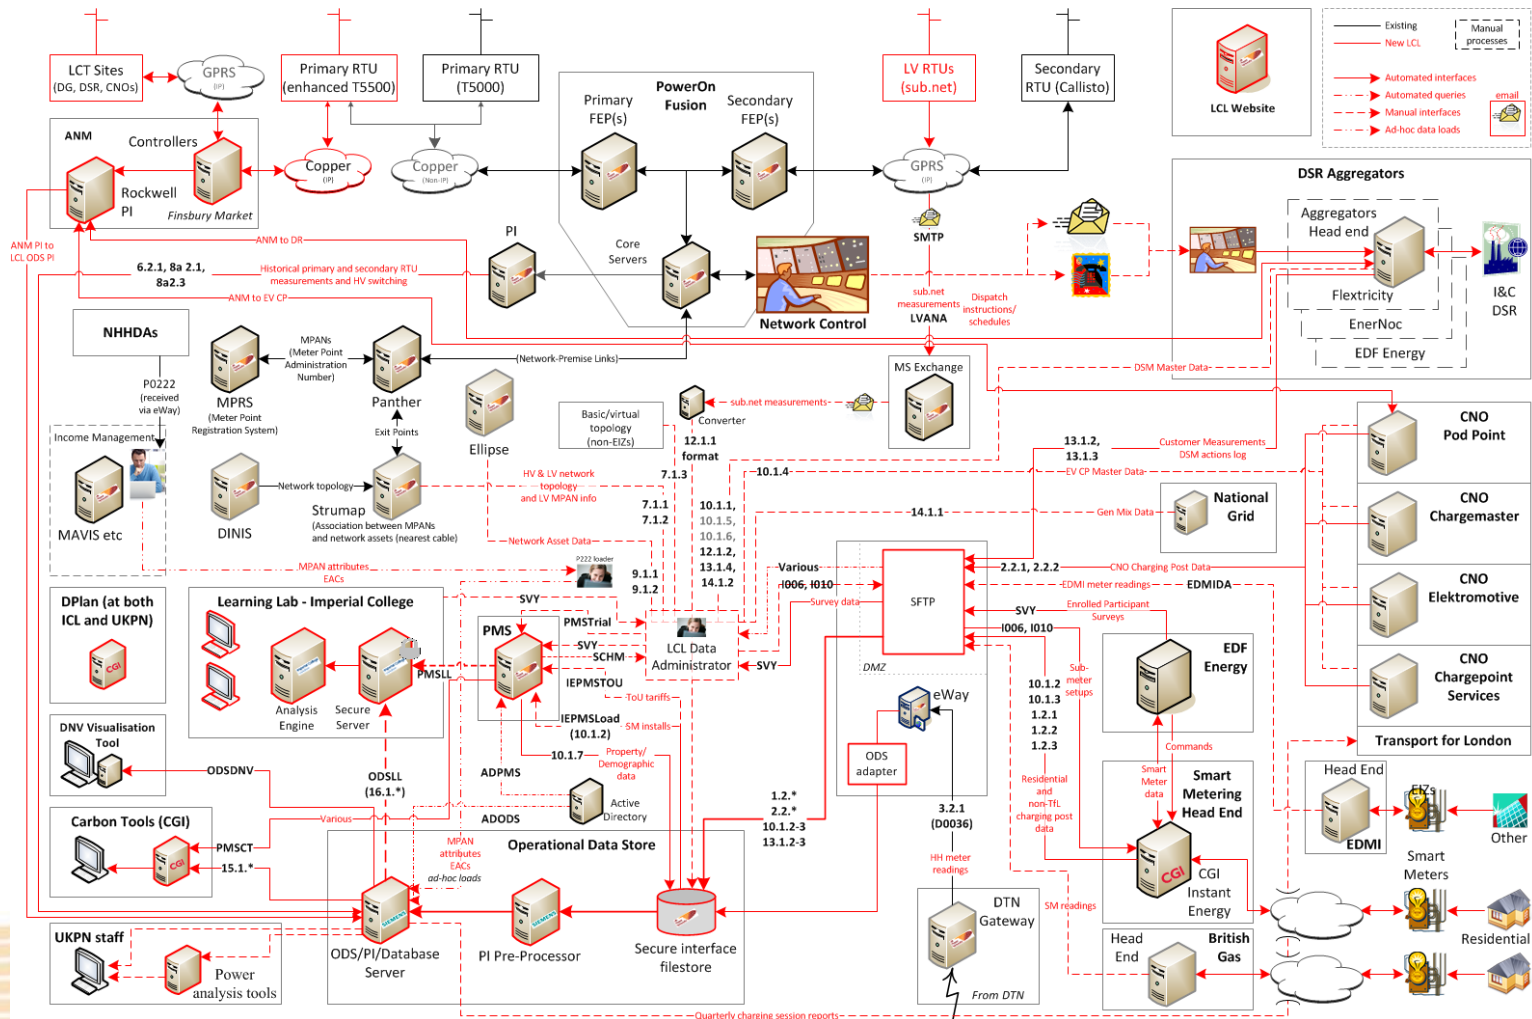 LCT Sites
(DG, DSR, CNOs)
GPRS
(IP)
Primary RTU
(enhanced T5500)
Primary RTU
(T5000)
PowerOn
Fusion
Primary
FEP(s)
Secondary
FEP(s)
LV RTUs
(sub.net)
Secondary
RTU (Callisto)
LCL Website
Existing
New LCL
Manual
processes
Automated interfaces
Automated queries
Manual interfaces
Ad-hoc data loads
email
ANM
Controllers
Rockwell
PI
Finsbury Market
Copper
(IP)
Copper
(Non-IP)
GPRS
(IP)
SMTP
DSR Aggregators
Aggregators
Head end
Flextricity
EnerNoc
EDF Energy
I&C
DSR
ANM PI to
LCL ODS PI
ANM to DR
6.2.1, 8a 2.1,
8a2.3
Historical primary and secondary RTU
measurements and HV switching
ANM to EV CP
PI
Core
Servers
Network Control
sub.net
measurements
LVANA
Dispatch
instructions/
schedules
NHHDAs
P0222
(received
via eWay)
MPRS
(Meter Point
Registration System)
MPANs
(Meter Point
Administration
Number)
Panther
(Network-Premise Links)
Exit Points
Ellipse
Basic/virtual
topology
(non-EIZs)
Converter
12.1.1
format
sub.net measurements
MS Exchange
DSM Master Data
Income Management
MAVIS etc
DINIS
Network topology
Strumap
(Association between MPANs
and network assets (nearest cable)
HV & LV network
topology
and LV MPAN info
Network Asset Data
7.1.3
7.1.1
7.1.2
9.1.1
9.1.2
10.1.1,
10.1.5,
10.1.6,
12.1.2,
13.1.4,
14.1.2
10.1.4
13.1.2,
13.1.3
Customer Measurements
DSM actions log
EV CP Master Data
14.1.1
Gen Mix Data
National
Grid
CNO
Pod Point
CNO
Chargemaster
CNO
Elektromotive
CNO
Chargepoint
Services
Transport for London
MPAN attributes
EACs
P222 loader
DPlan (at both
ICL and UKPN)
CGI
Learning Lab - Imperial College
Analysis
Engine
Secure
Server
PMSLL
PMS
SVY
PMSTrial
SVY
SCHM
IEPMSTOU
ToU tariffs
IEPMSLoad
(10.1.2)
SM installs
LCL Data
Administrator
Various
I006, I010
Survey data
SVY
SFTP
DMZ
2.2.1, 2.2.2
CNO Charging Post Data
EDMI meter readings
EDMIDA
SVY
Enrolled Participant
Surveys
I006, I010
EDF
Energy
Sub-
meter
setups
10.1.2
10.1.3
1.2.1
1.2.2
1.2.3
eWay
ODS
adapter
3.2.1
(D0036)
HH meter
readings
Residential
and
non-TfL
charging post
data
Commands
Smart
Meter
data
Smart
Metering
Head End
CGI
CGI
Instant
Energy
SM readings
Head End
EDMI
EIZs
Other
Smart
Meters
Residential
Head
End
British
Gas
DTN
Gateway
From DTN
DNV Visualisation
Tool
ODSDNV
ODSLL
(16.1.*)
10.1.7
Property/
Demographic
data
ADPMS
ADODS
Active
Directory
Various
Carbon Tools (CGI)
CGI
PMSCT
15.1.*
MPAN
attributes
EACs
ad-hoc loads
Operational Data Store
1.2.*
2.2.*
10.1.2-3
13.1.2-3
SIEMENS
ODS/PI/Database
Server
SIEMENS
PI Pre-Processor
Secure interface
filestore
UKPN staff
Power
analysis tools
Quarterly charging session reports